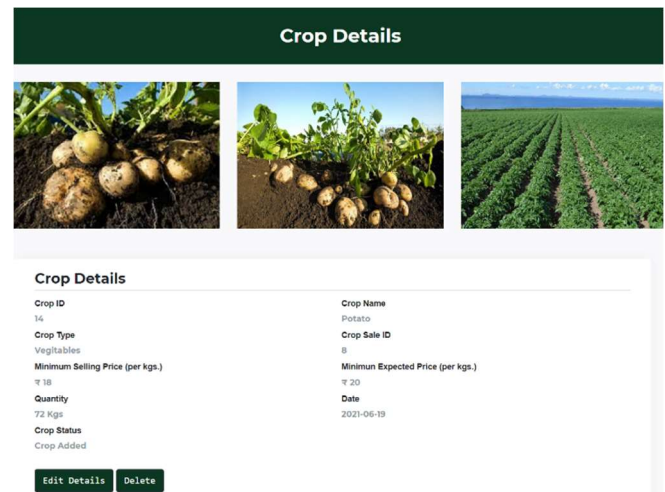 Crop Details
Crop Details
Crop ID
Crop Name
14
Potato
Crop Type
Crop Sale ID
Vegitables
8
Minimum Selling Price (per kgs.)
Minimun Expected Price (per kgs.)
₹ 18
₹ 20
Quantity
Date
72 Kgs
2021-06-19
Crop Status
Crop Added
Edit Details Delete